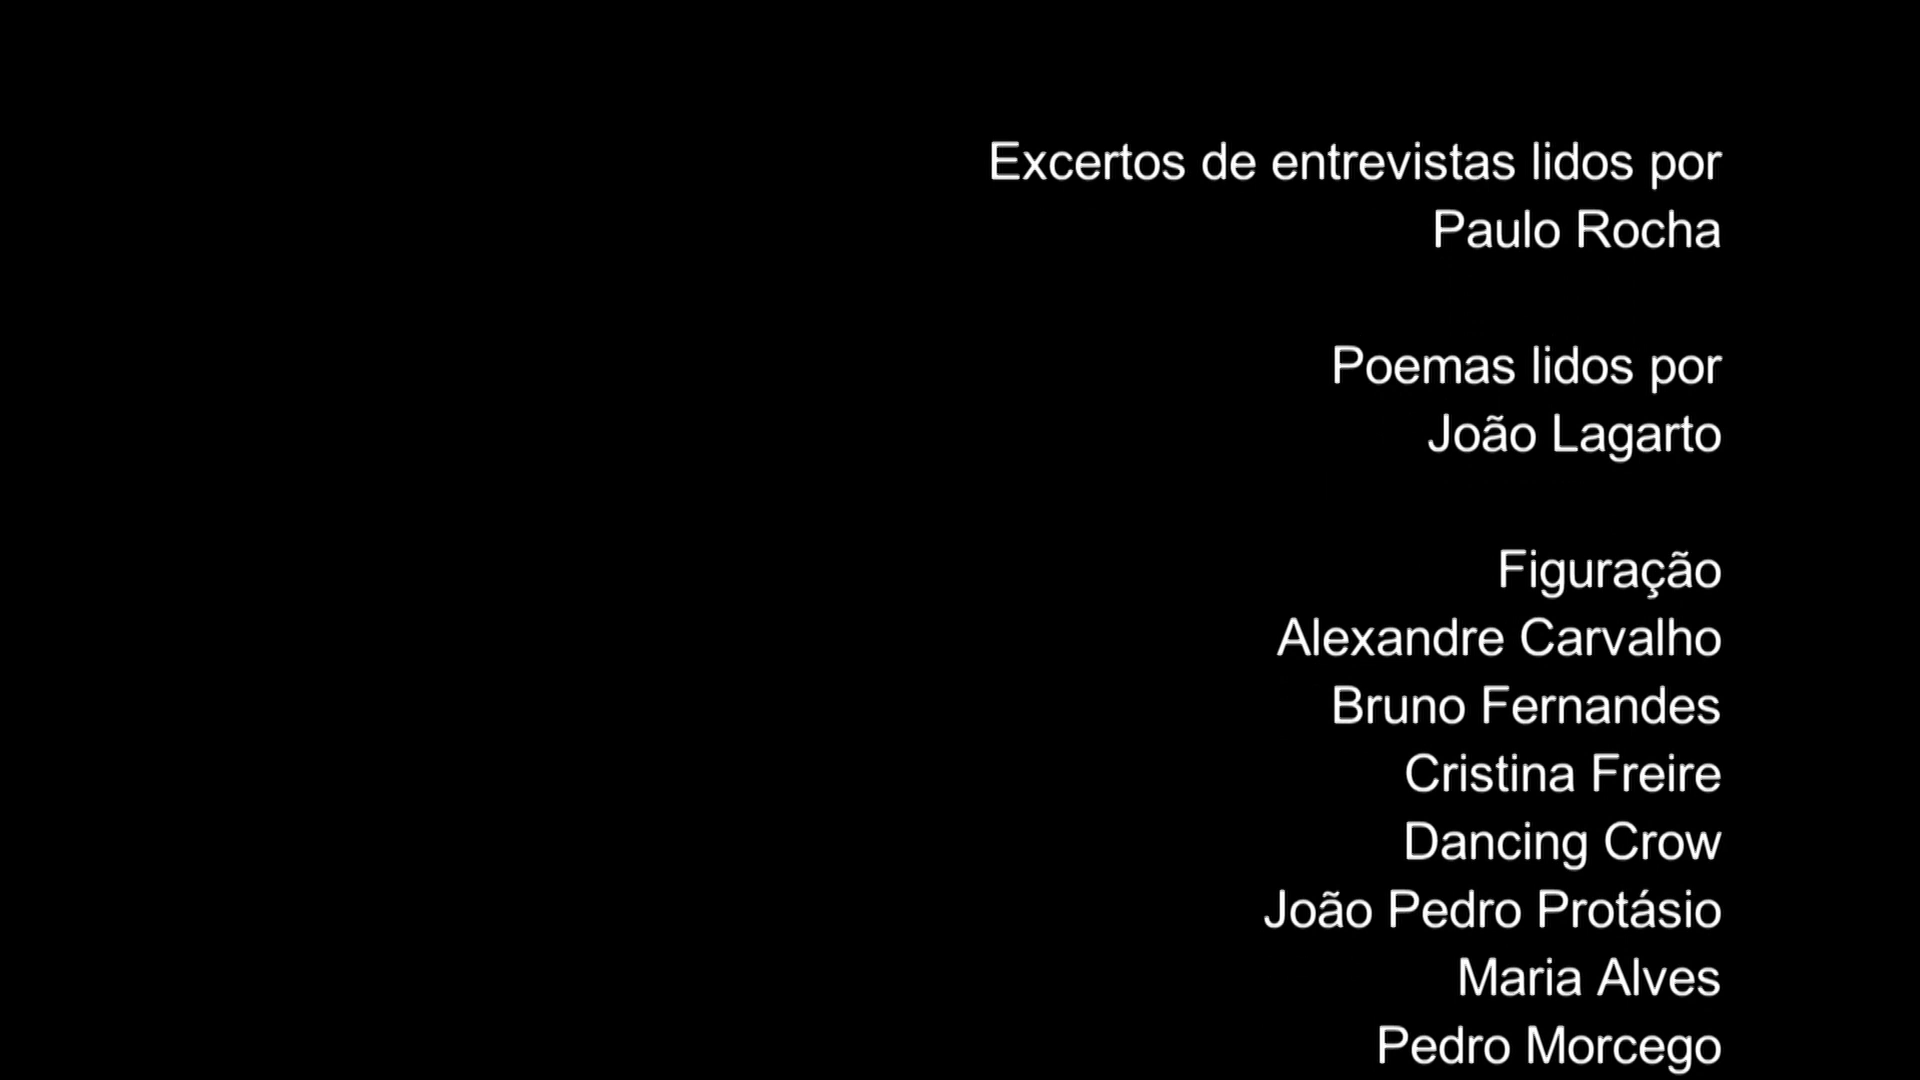 Excertos de entrevistas lidos por
Paulo Rocha
Poemas lidos por
João Lagarto
Figuração
Alexandre Carvalho
Bruno Fernandes
Cristina Freire
Dancing Crow
João Pedro Protásio
Maria Alves
Pedro Morcego